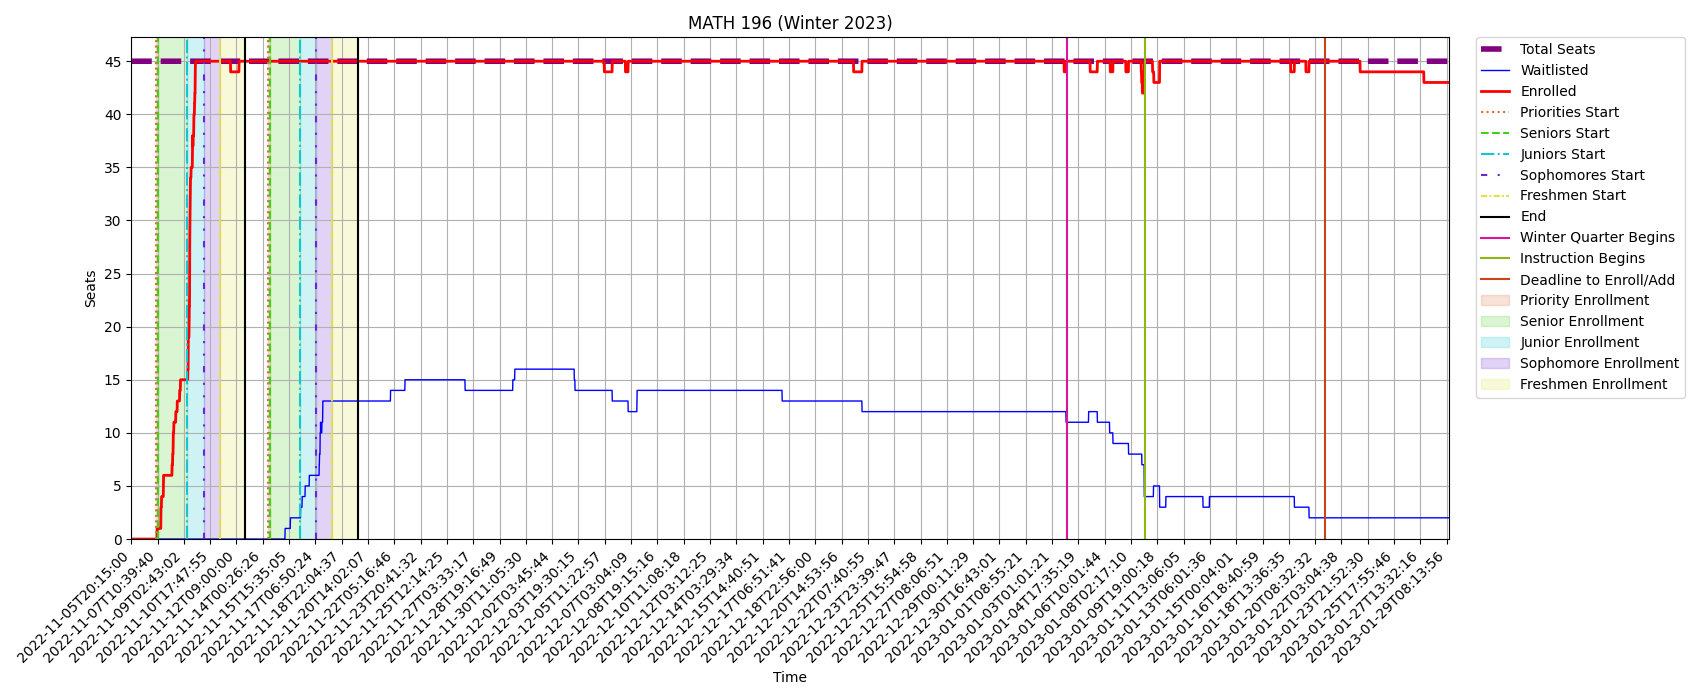 MATH 196 (Winter 2023)
Seats
45
40
35
30
25
20
15
10
5
0
2022-11-05T20:15:00
2022-11-07T10:39:40
2022-11-09T02:43:02
2022-11-10T17:47:55
2022-11-12T09:00:00
2022-11-14T00:26:26
2022-11-15T15:35:05
2022-11-17T06:50:24
2022-11-18T22:04:37
2022-11-20T14:02:07
2022-11-22T05:16:46
2022-11-23T20:41:32
2022-11-25T12:14:25
2022-11-27T03:33:17
2022-11-28T19:16:49
2022-11-30T11:05:30
2022-12-02T03:45:44
2022-12-03T19:30:15
2022-12-05T11:22:57
2022-12-07T03:04:09
2022-12-08T19:15:16
2022-12-10T11:08:18
2022-12-12T03:12:25
2022-12-14T03:29:34
2022-12-15T14:40:51
2022-12-17T06:51:41
2022-12-18T22:56:00
2022-12-20T14:53:56
2022-12-22T07:40:55
2022-12-23T23:39:47
2022-12-25T15:54:58
2022-12-27T08:06:51
2022-12-29T00:11:29
2022-12-30T16:43:01
2023-01-01T08:55:21
2023-01-03T01:01:21
2023-01-04T17:35:19
2023-01-06T10:01:44
2023-01-08T02:17:10
2023-01-09T19:00:18
2023-01-11T13:06:05
2023-01-13T06:01:36
2023-01-15T00:04:01
2023-01-16T18:40:59
2023-01-18T13:36:35
2023-01-20T08:32:32
2023-01-22T03:04:38
2023-01-23T21:52:30
2023-01-25T17:55:46
2023-01-27T13:32:16
2023-01-29T08:13:56
Time
Total Seats
Waitlisted
Enrolled
Priorities Start
Seniors Start
Juniors Start
Sophomores Start
Freshmen Start
End
Winter Quarter Begins
Instruction Begins
Deadline to Enroll/Add
Priority Enrollment
Senior Enrollment
Junior Enrollment
Sophomore Enrollment
Freshmen Enrollment